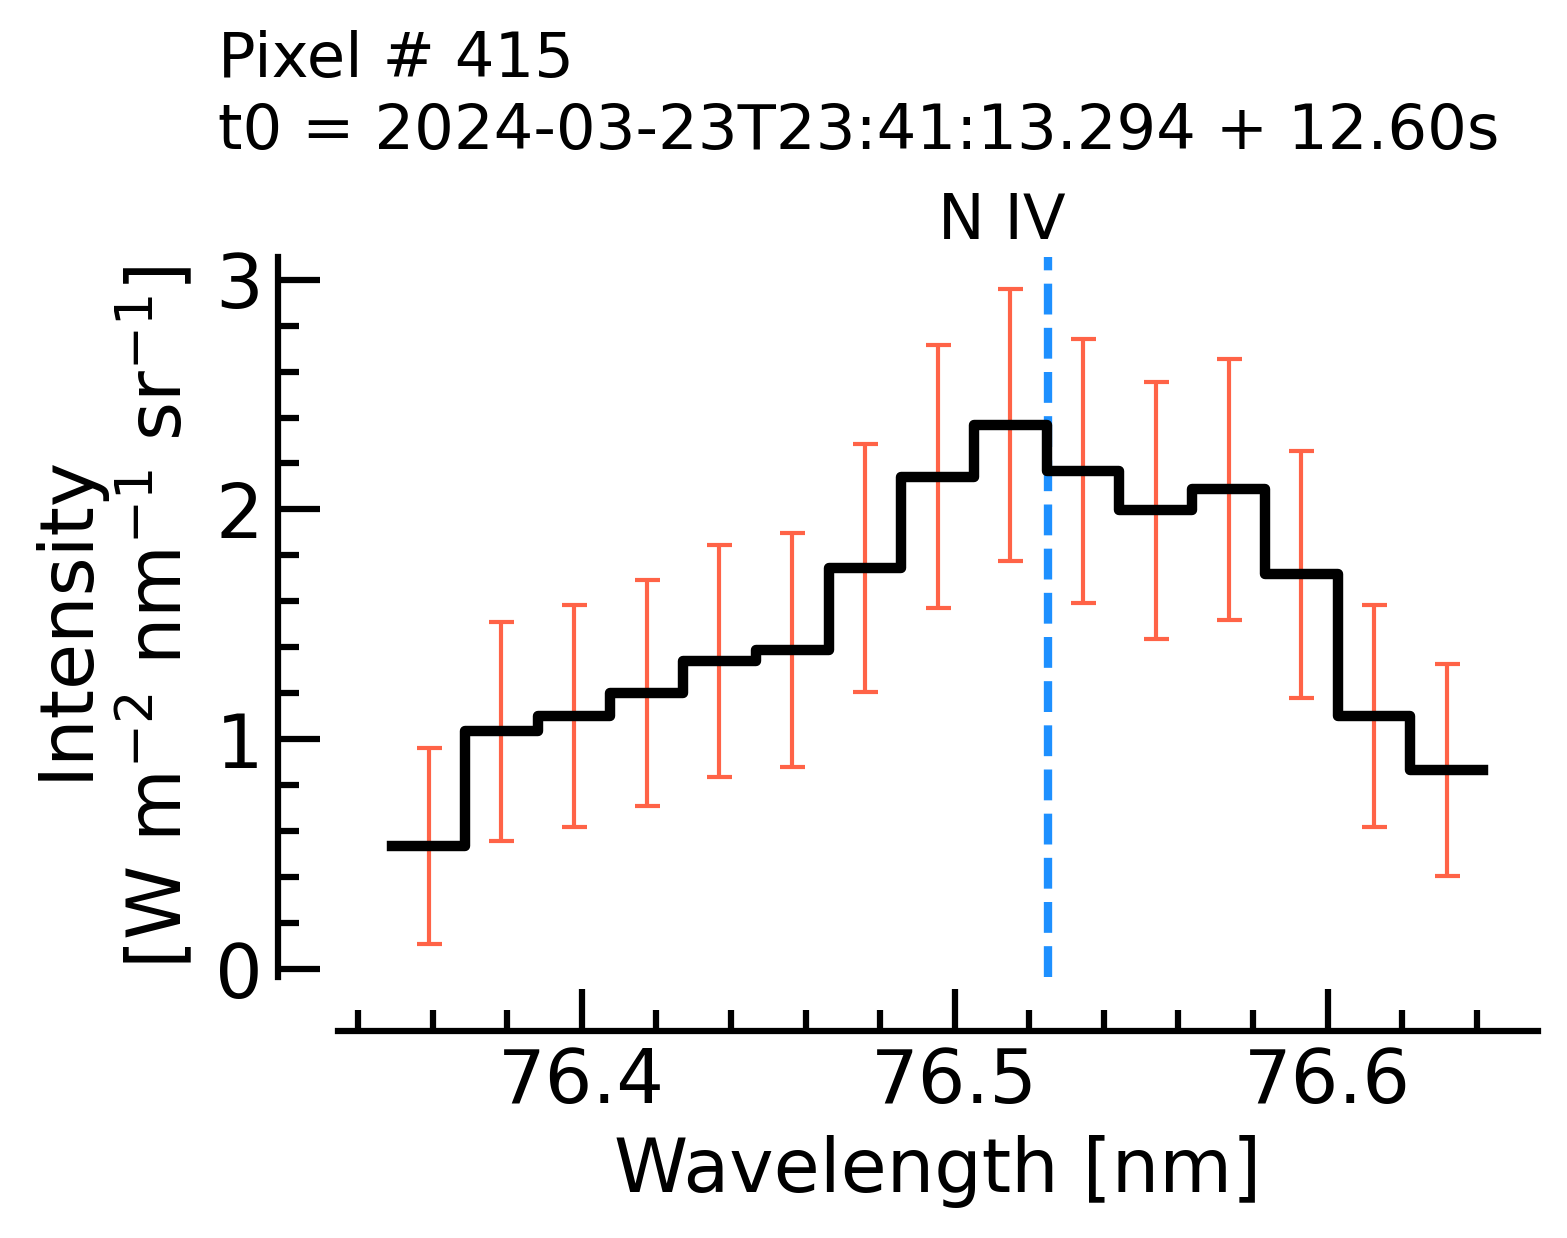 Pixel # 415
t0 = 2024-03-23T23:41:13.294 + 12.60s
N IV
Intensity
[W m⁻² nm⁻¹ sr⁻¹]
3
2
1
0
76.4 76.5 76.6
Wavelength [nm]